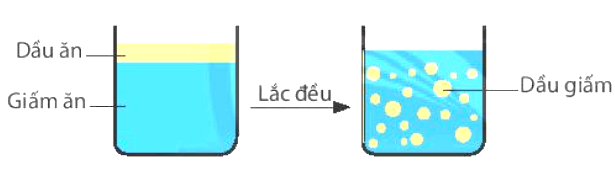 Dầu ăn
Giấm ăn
Lắc đều
Dầu giấm